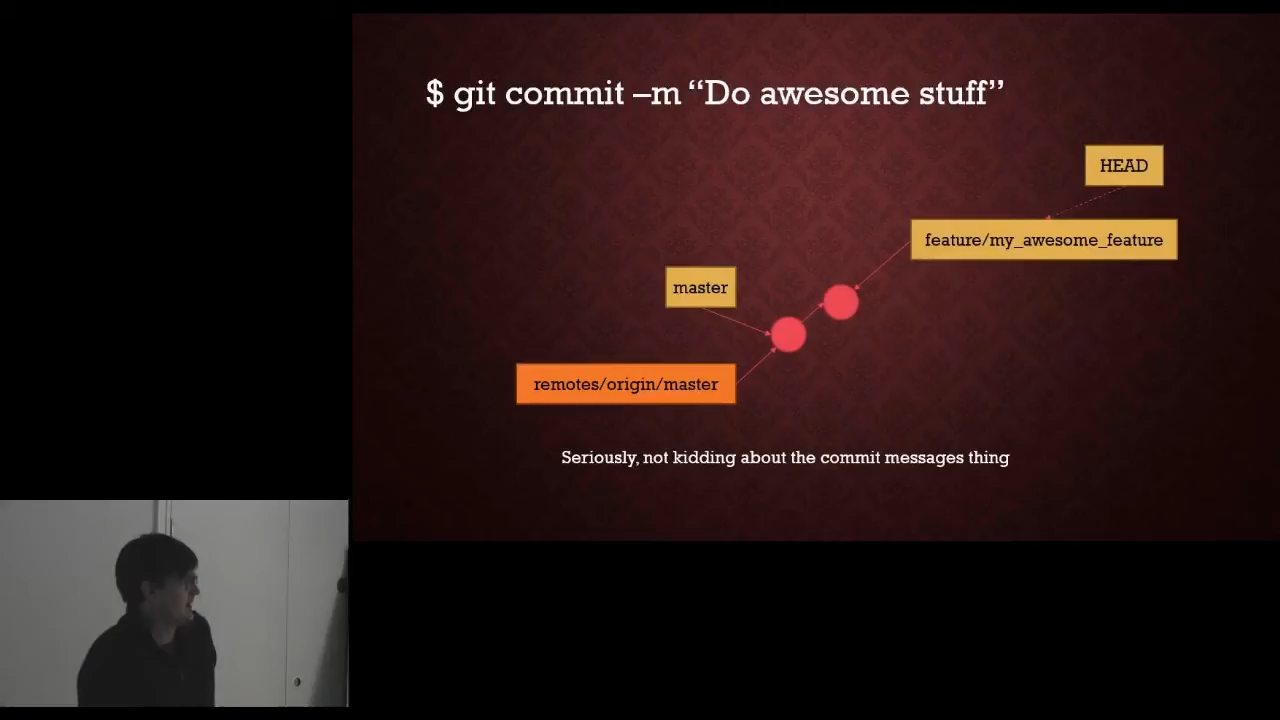 $ git commit –m “Do awesome stuff”
HEAD
feature/my_awesome_feature
master
remotes/origin/master
Seriously, not kidding about the commit messages thing